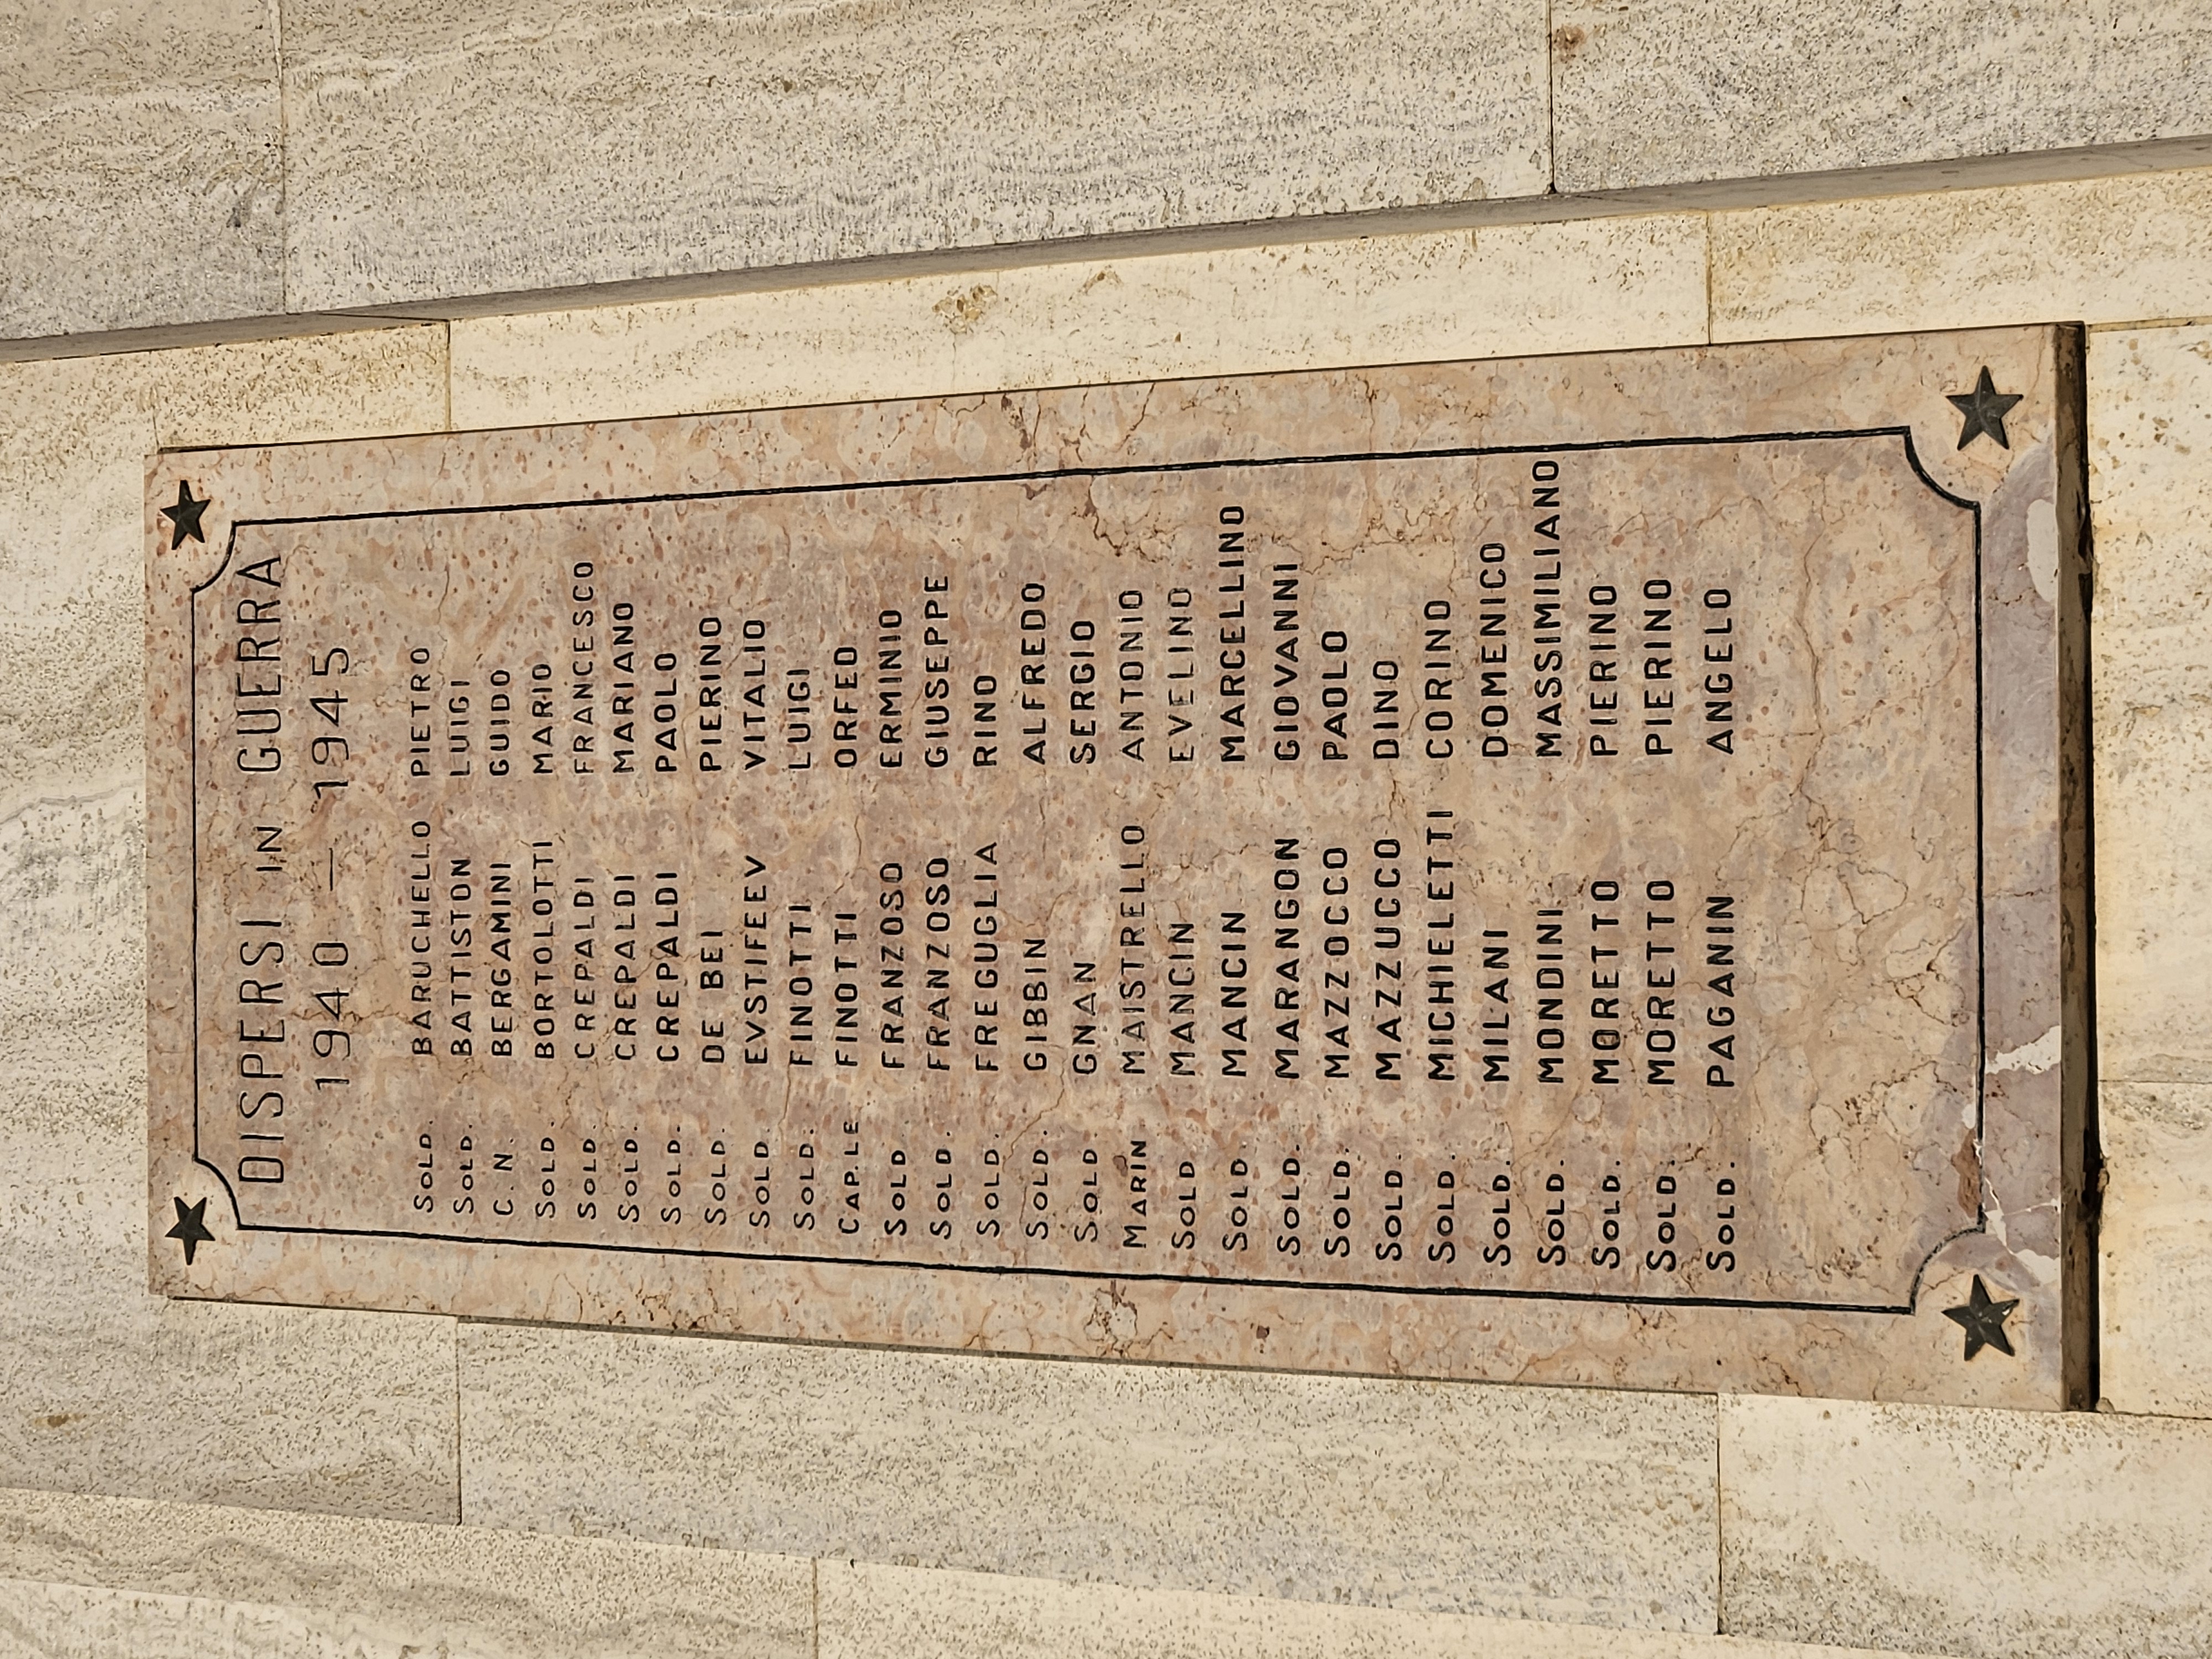 DISPERSI IN GUERRA
1940 — 1945
SOLD. BARUCHELLO PIETRO
SOLD. BATTISTON LUIGI
C. N. BERGAMINI GUIDO
SOLD. BORTOLOTTI MARIO
SOLD. CREPALDI FRANCESCO
SOLD. CREPALDI MARIANO
SOLD. CREPALDI PAOLO
SOLD. DE BEI PIERINO
SOLD. EVSTIFEEV VITALIO
SOLD. FINOTTI LUIGI
CAP.LE FINOTTI ORFEO
SOLD. FRANZOSO ERMINIO
SOLD. FRANZOSO GIUSEPPE
SOLD. FREGUGLIA RINO
SOLD. GIBBIN ALFREDO
SOLD. GNAN SERGIO
MARIN. MAISTRELLO ANTONIO
SOLD. MANCIN EVELINO
SOLD. MANCIN MARCELLINO
SOLD. MARANGON GIOVANNI
SOLD. MAZZOCCO PAOLO
SOLD. MAZZUCCO DINO
SOLD. MICHIELETTI CORINO
SOLD. MILANI DOMENICO
SOLD. MONDINI MASSIMILIANO
SOLD. MORETTO PIERINO
SOLD. MORETTO PIERINO
SOLD. PAGANIN ANGELO